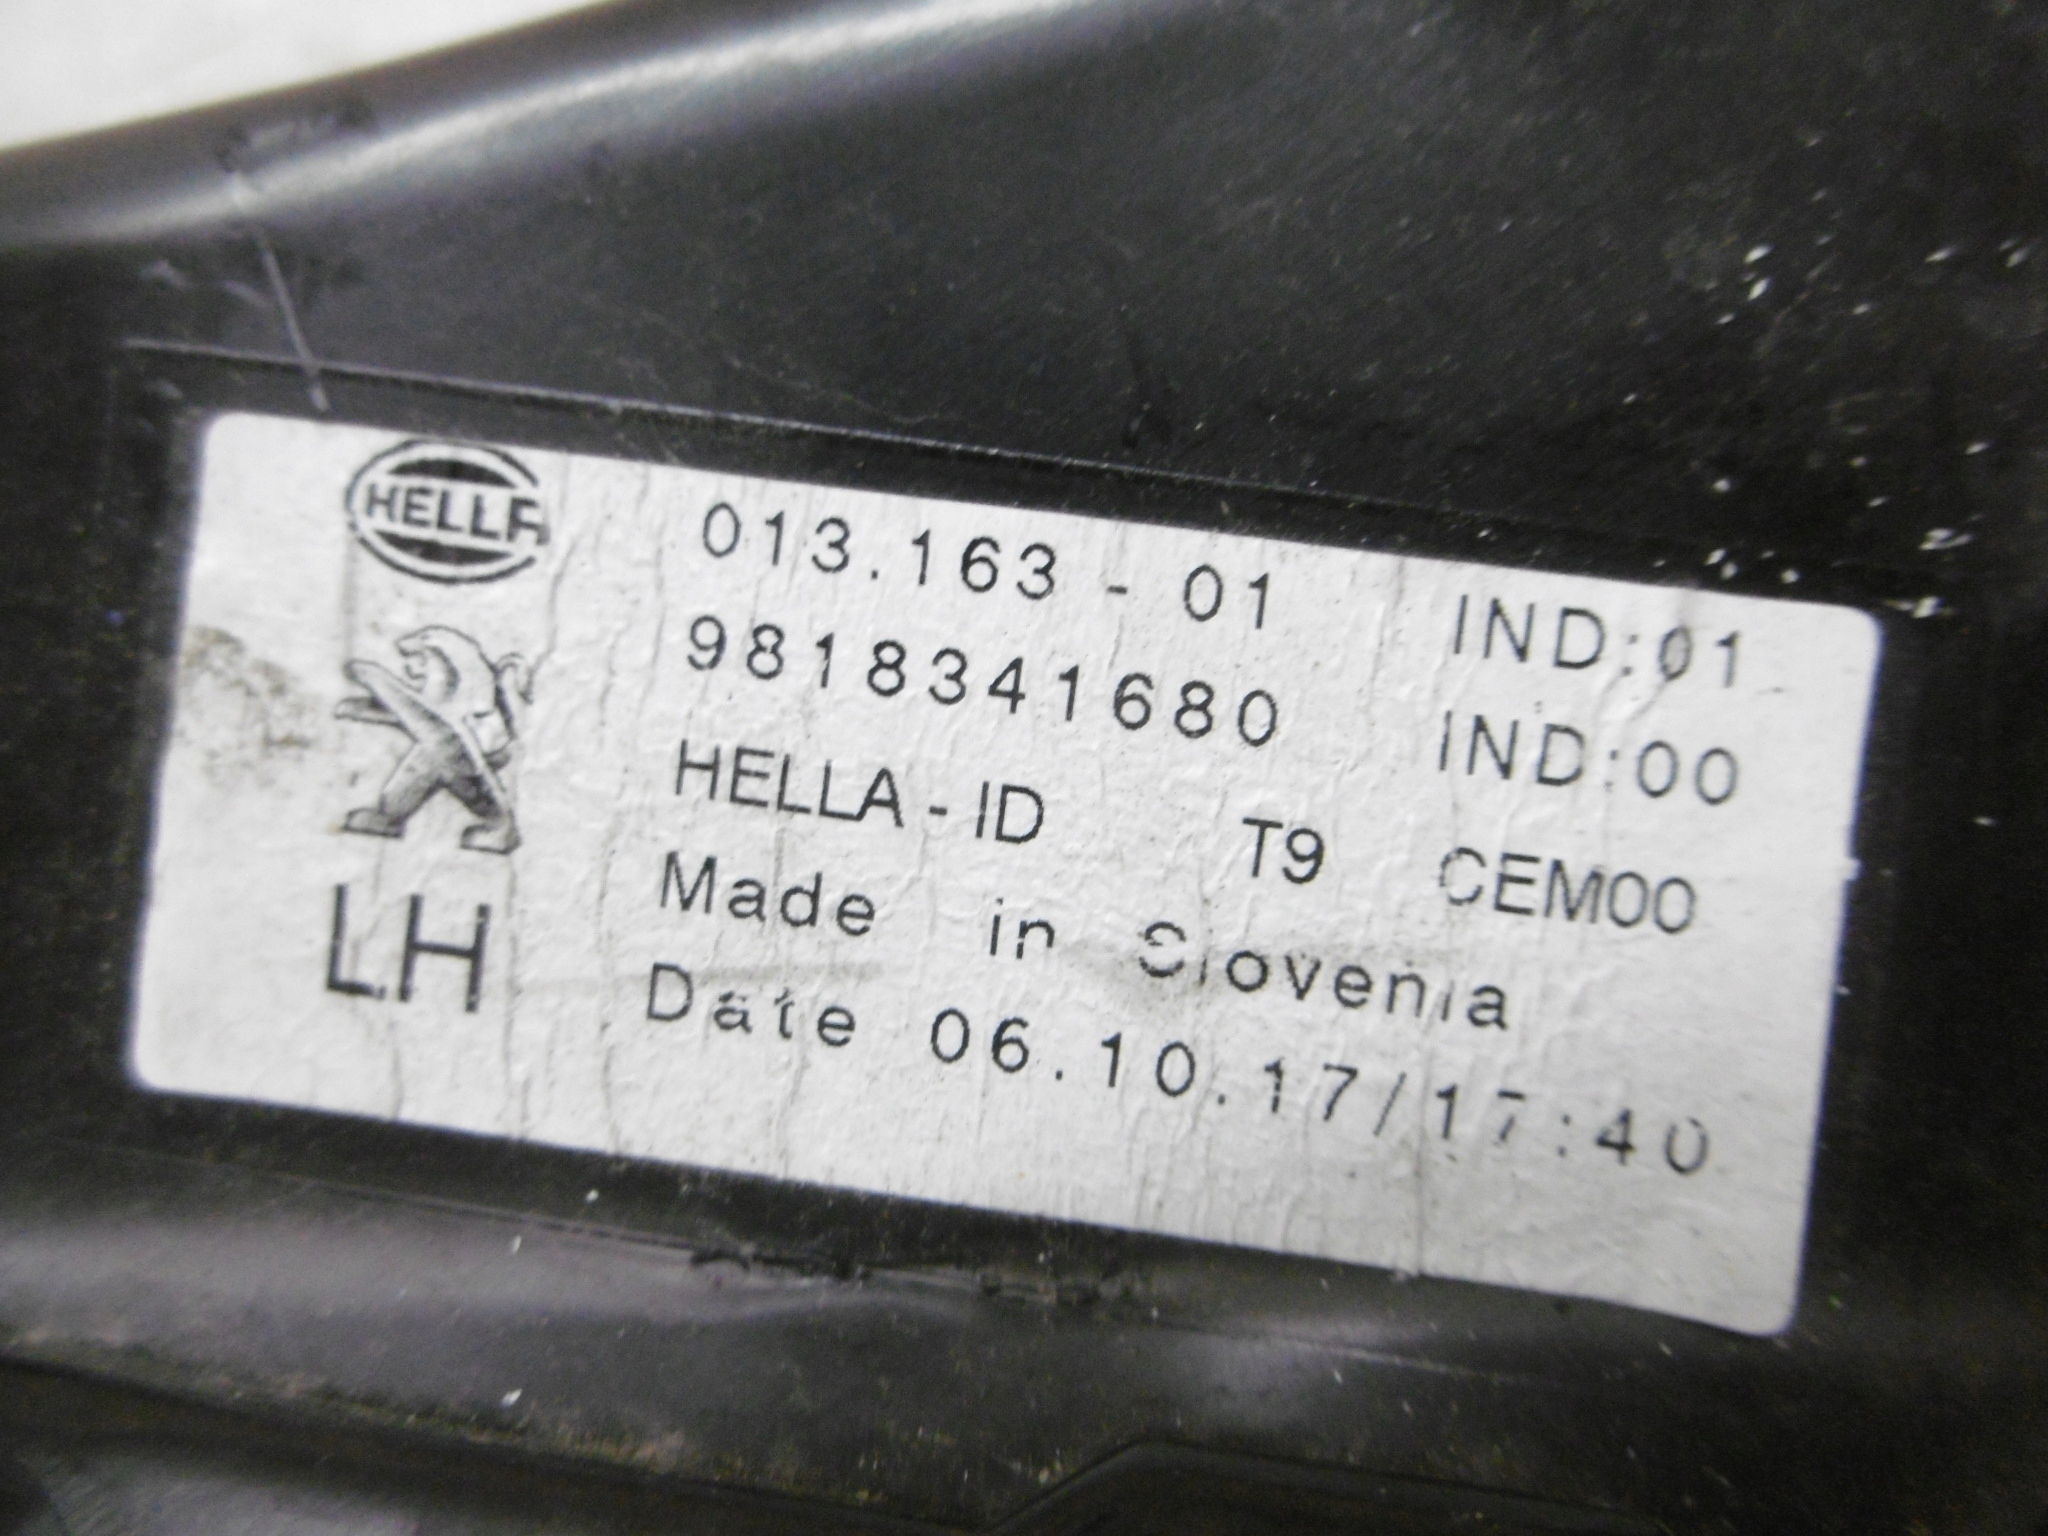 HELLA
013.163 - 01 IND:01
9818341680 IND:00
HELLA - ID T9 CEM00
LH
Made in Slovenia
Date 06.10.17/17:40